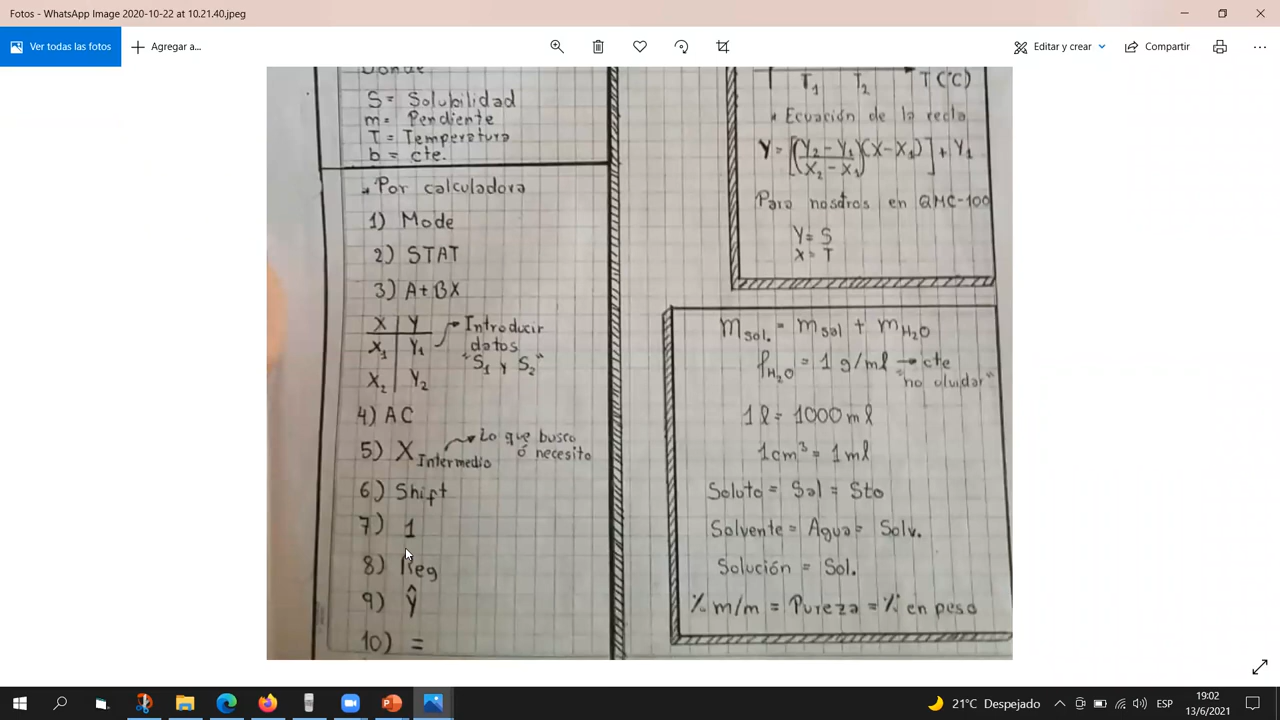 Fotos - WhatsApp Image 2020-10-22 at 10.21.40.jpeg
Ver todas las fotos
Agregar a...
Editar y crear
Compartir
Donde
S = Solubilidad
m = Pendiente
T = Temperatura
b = cte.
Por calculadora
1) Mode
2) STAT
3) A+BX
X | Y
X₁ | Y₁
X₂ | Y₂
Introducir
datos
"S₁ y S₂"
4) AC
5) X Intermedio
Lo que busco
ó necesito
6) Shift
7) 1
8) Reg
9) Ŷ
10) =
T₁ T₂ T(°C)
Ecuación de la recta
Y = [(Y₂ - Y₁ / X₂ - X₁)(X - X₁)] + Y₁
Para nosotros en QMC-100
Y = S
X = T
m sol. = m sal + m H₂O
ρ H₂O = 1 g/ml → cte
"no olvidar"
1 l = 1000 ml
1cm³ = 1ml
Soluto = Sal = Sto
Solvente = Agua = Solv.
Solución = Sol.
% m/m = Pureza = % en peso
21°C Despejado
ESP
19:02
13/6/2021